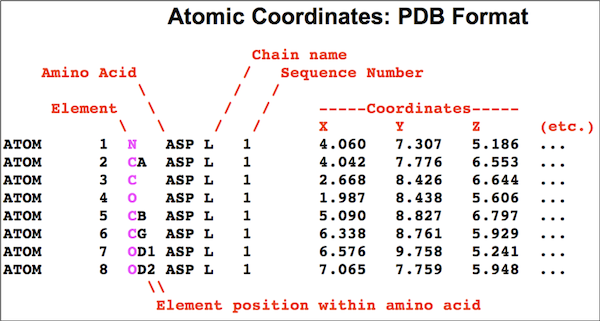 Atomic Coordinates: PDB Format
Chain name
Amino Acid / Sequence Number
\ \ / /
Element \ / / -----Coordinates-----
\ \ / / X Y Z (etc.)
ATOM 1 N ASP L 1 4.060 7.307 5.186 ...
ATOM 2 CA ASP L 1 4.042 7.776 6.553 ...
ATOM 3 C ASP L 1 2.668 8.426 6.644 ...
ATOM 4 O ASP L 1 1.987 8.438 5.606 ...
ATOM 5 CB ASP L 1 5.090 8.827 6.797 ...
ATOM 6 CG ASP L 1 6.338 8.761 5.929 ...
ATOM 7 OD1 ASP L 1 6.576 9.758 5.241 ...
ATOM 8 OD2 ASP L 1 7.065 7.759 5.948 ...
\\
Element position within amino acid